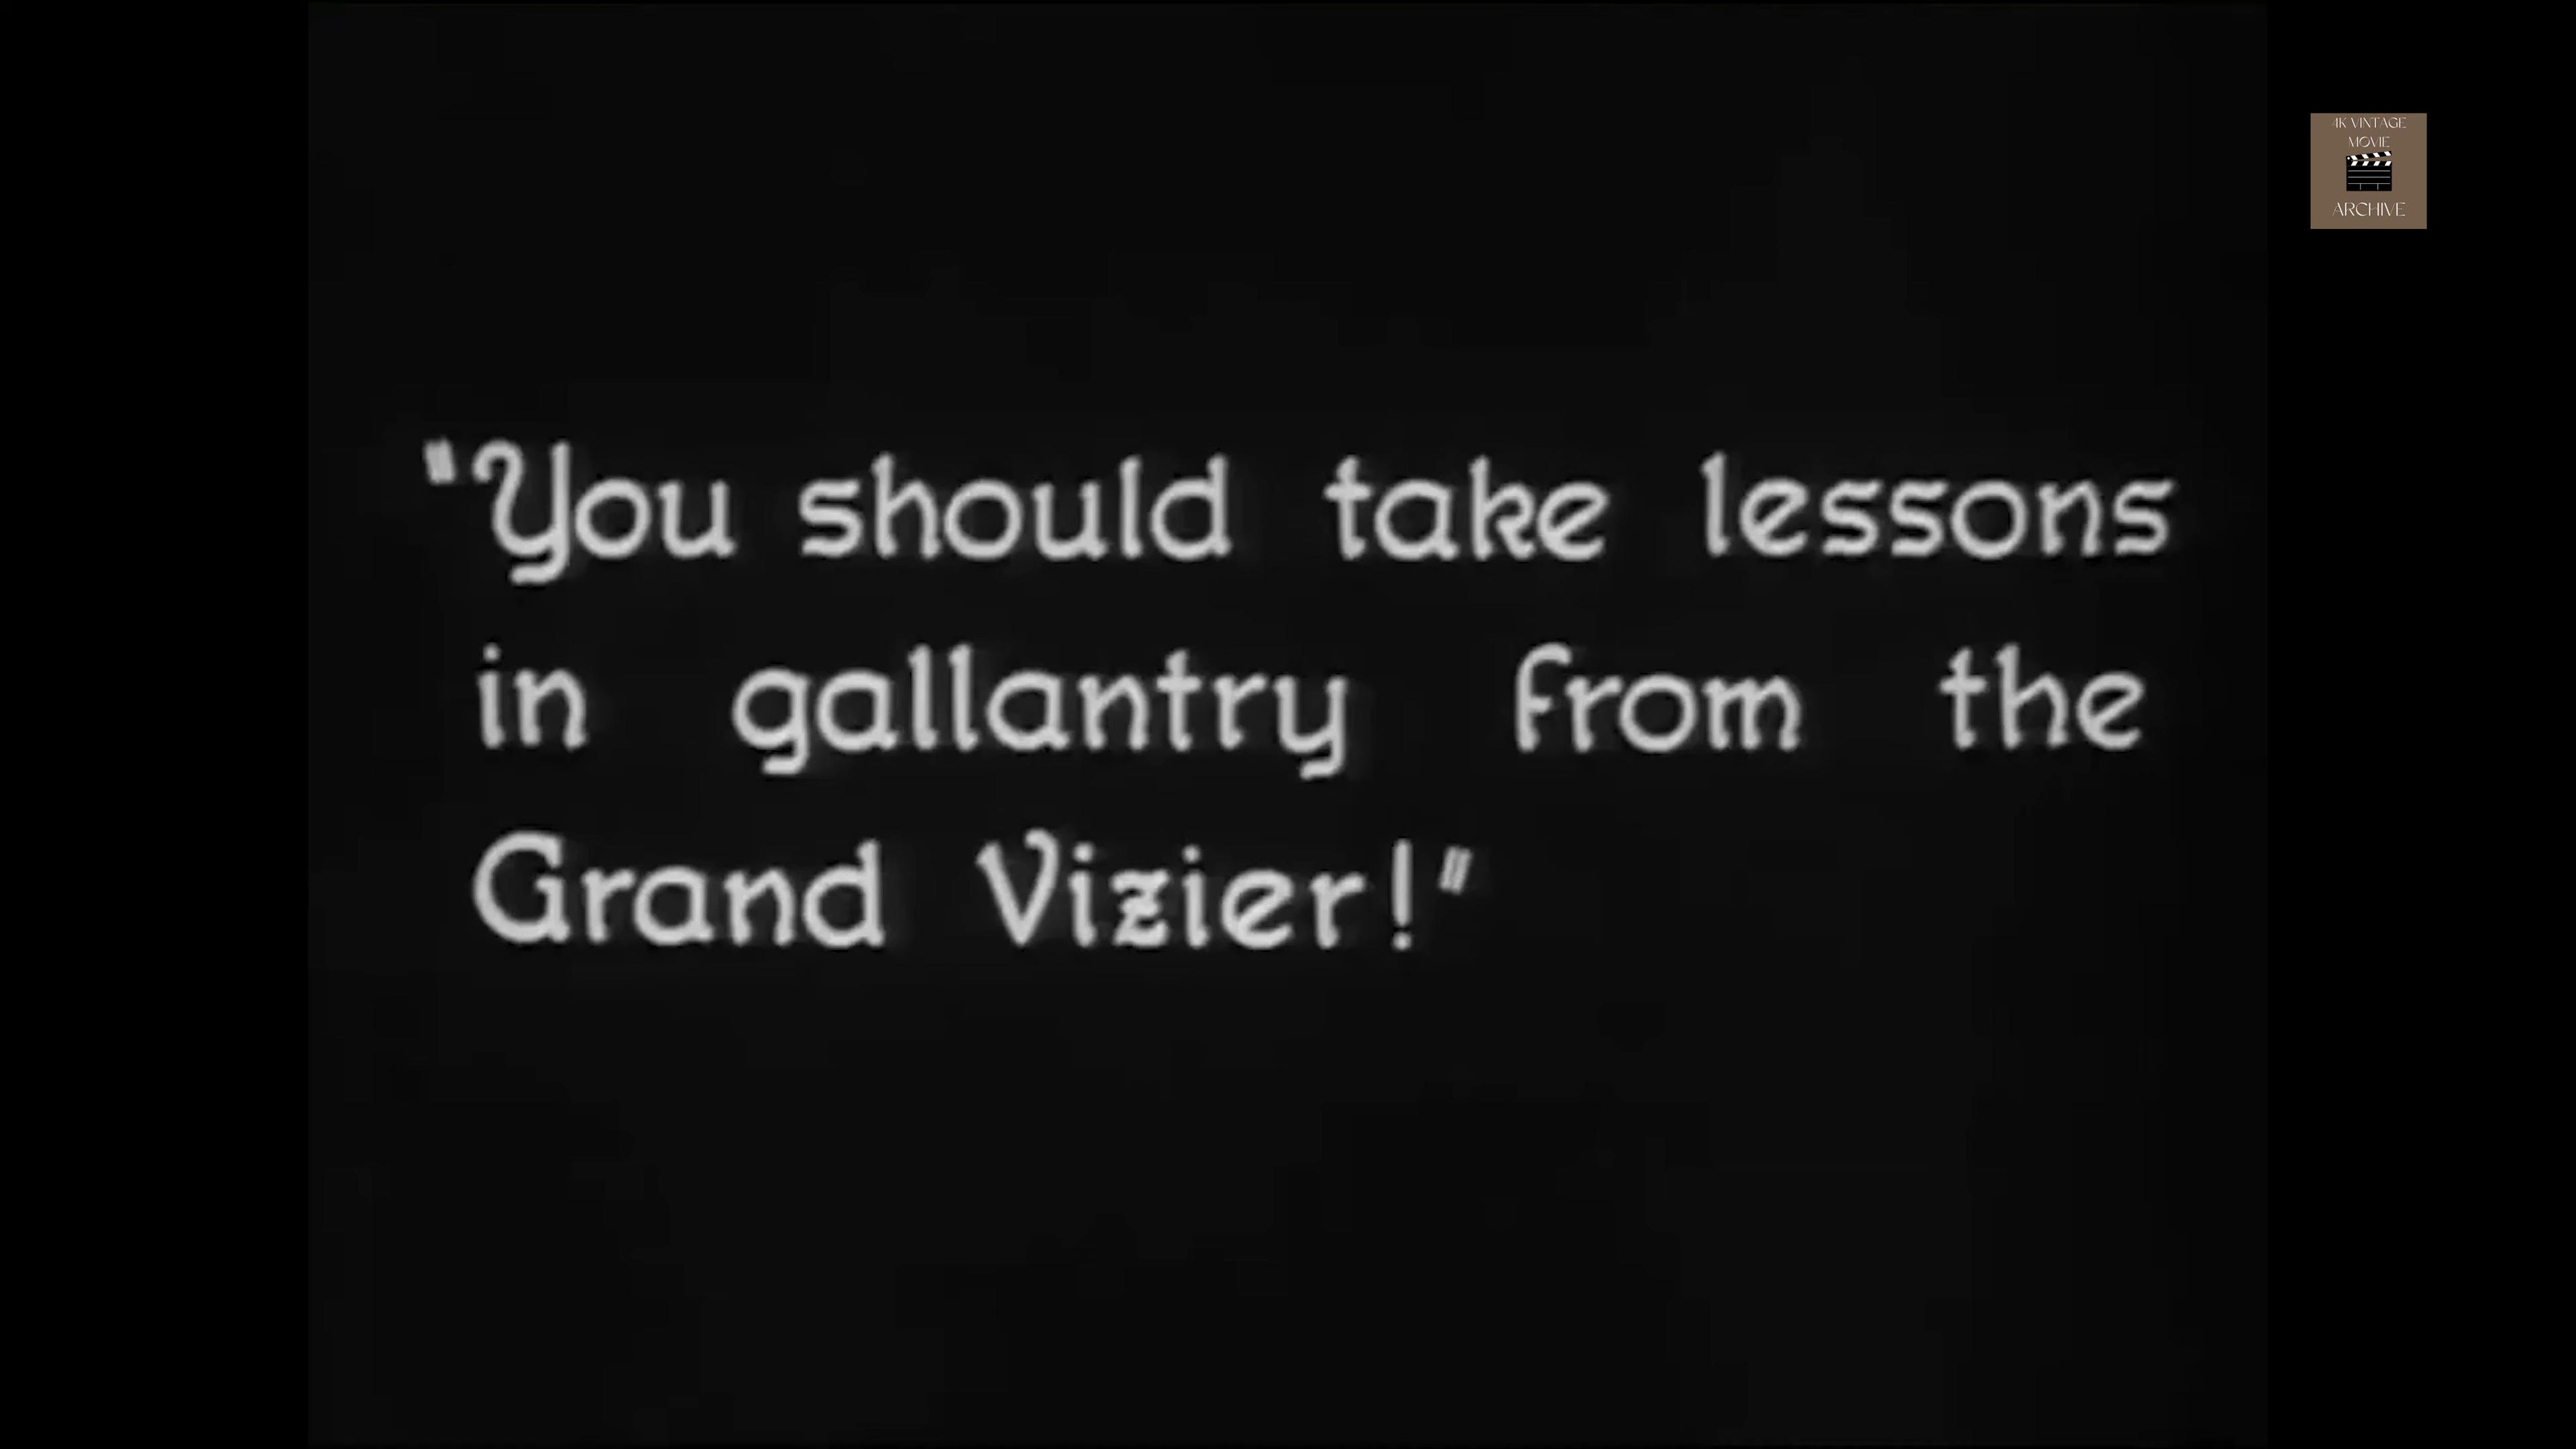 "You should take lessons
in gallantry from the
Grand Vizier!"
4K VINTAGE
MOVIE
ARCHIVE